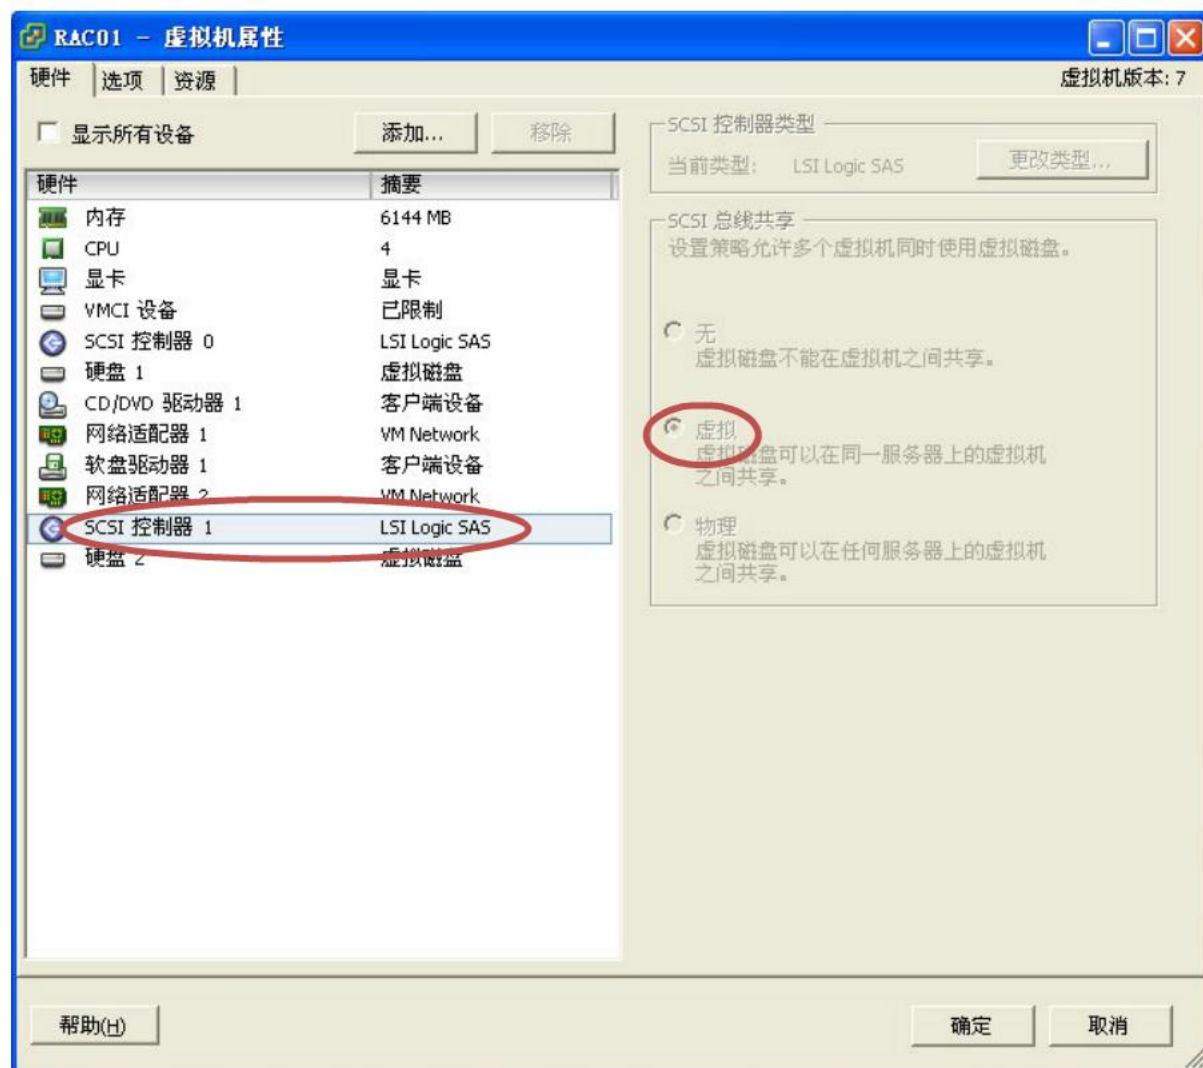 RAC01 - 虚拟机属性
硬件 选项 资源 虚拟机版本: 7
显示所有设备 添加... 移除
硬件 摘要
内存 6144 MB
CPU 4
显卡 显卡
VMCI 设备 已限制
SCSI 控制器 0 LSI Logic SAS
硬盘 1 虚拟磁盘
CD/DVD 驱动器 1 客户端设备
网络适配器 1 VM Network
软盘驱动器 1 客户端设备
网络适配器 2 VM Network
SCSI 控制器 1 LSI Logic SAS
硬盘 2 虚拟磁盘
SCSI 控制器类型
当前类型: LSI Logic SAS 更改类型...
SCSI 总线共享
设置策略允许多个虚拟机同时使用虚拟磁盘。
无
虚拟磁盘不能在虚拟机之间共享。
虚拟
虚拟磁盘可以在同一服务器上的虚拟机
之间共享。
物理
虚拟磁盘可以在任何服务器上的虚拟机
之间共享。
帮助(H) 确定 取消